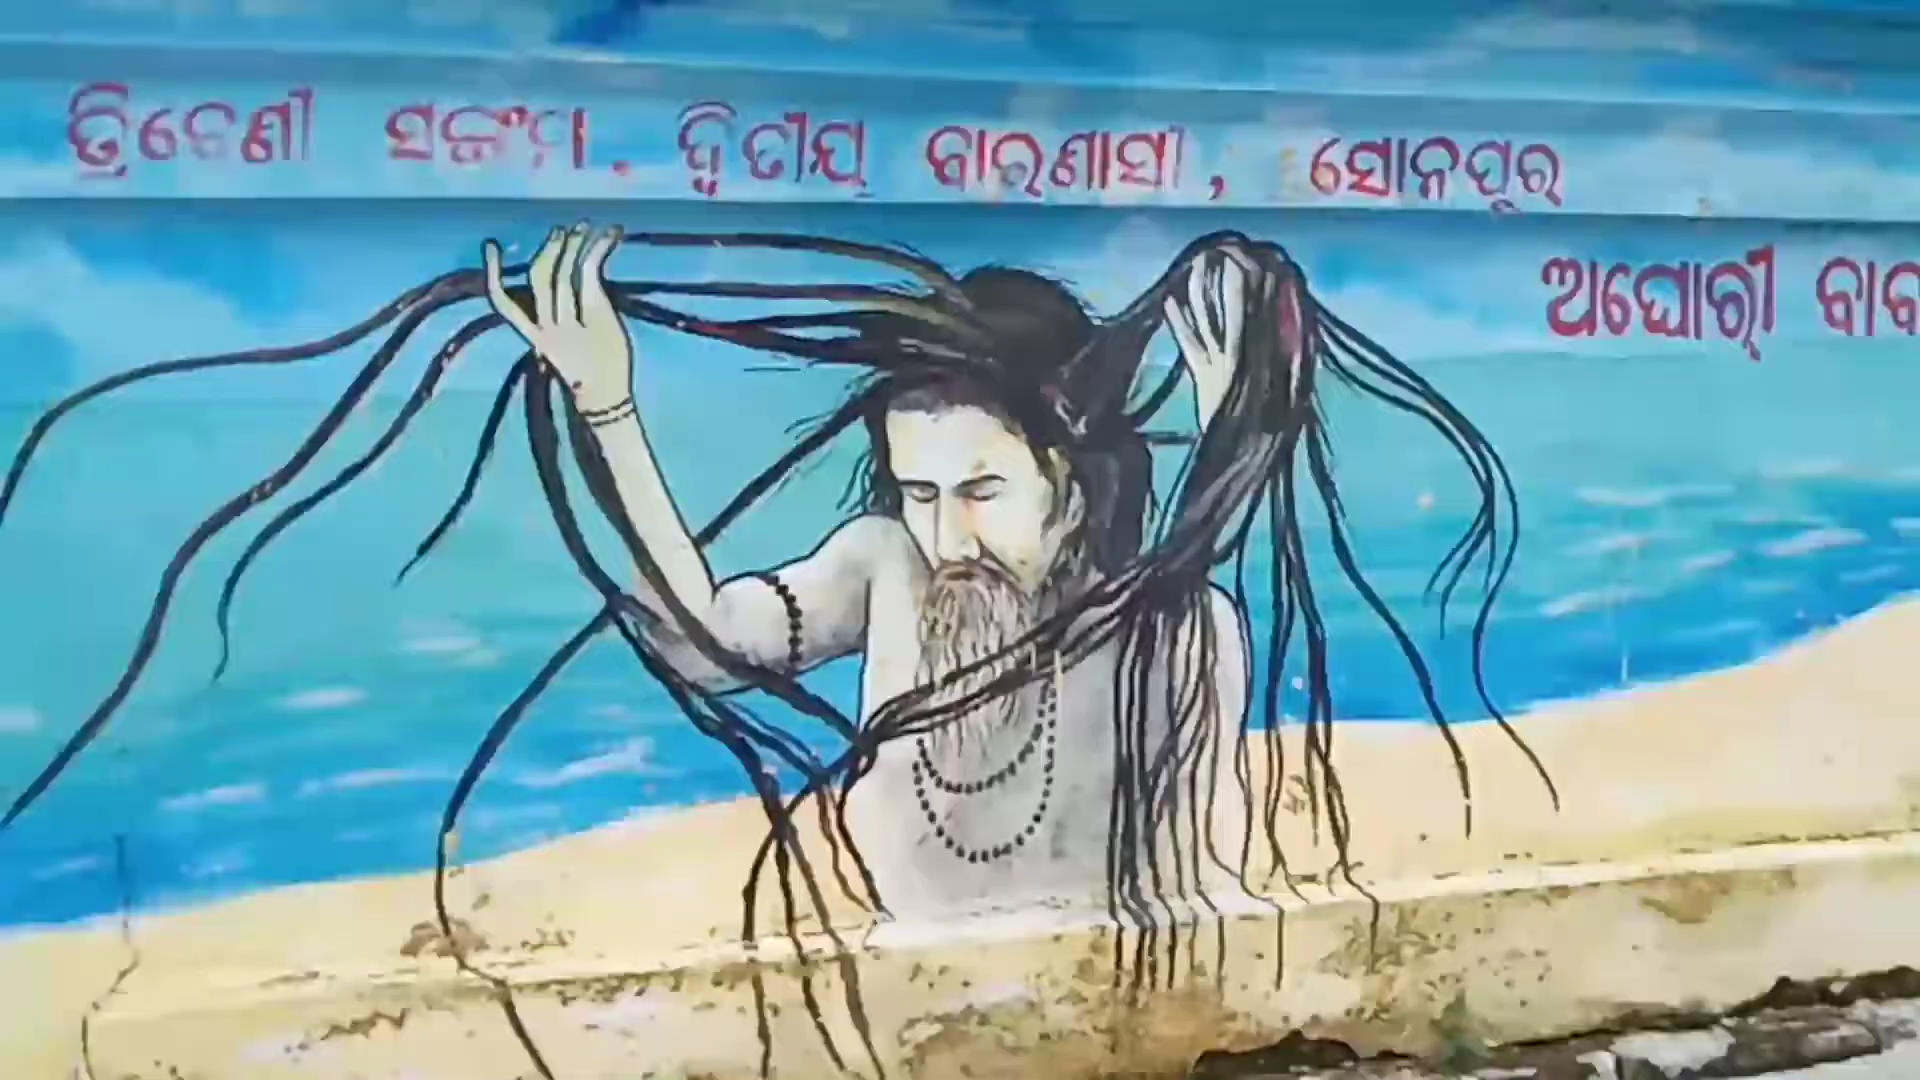 ତ୍ରିବେଣୀ ସଙ୍ଗମ. ଦ୍ୱିତୀୟ ବାରଣାସୀ, ସୋନପୁର
ଅଘୋରୀ